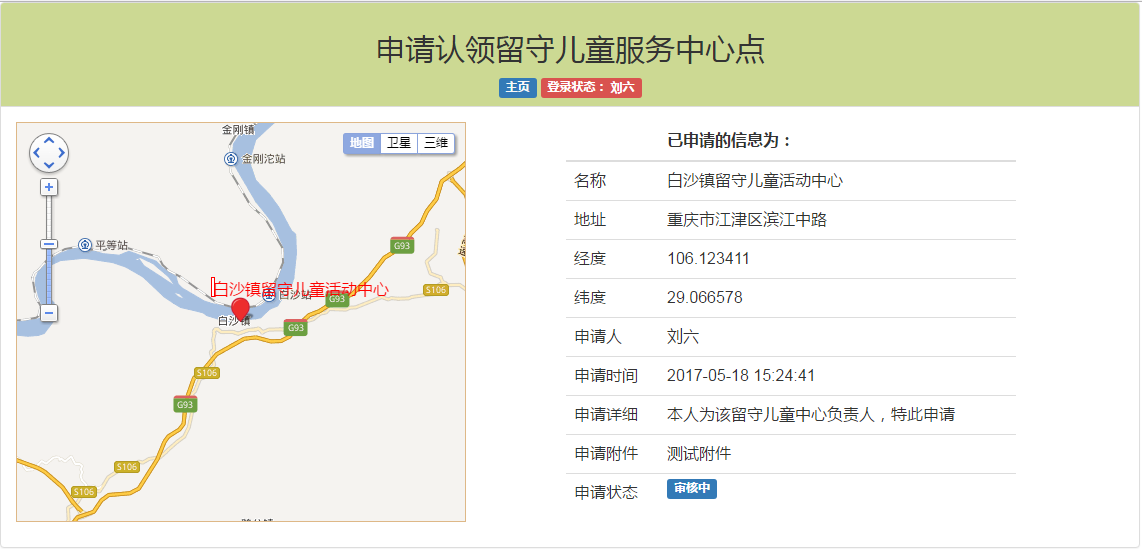 申请认领留守儿童服务中心点
主页 登录状态：刘六
金刚镇
地图 卫星 三维
金刚沱站
平等站
G93
白沙镇留守儿童活动中心
白沙站
S106
G93
白沙镇
G93
S106
G93
S106
S106
已申请的信息为：
名称 白沙镇留守儿童活动中心
地址 重庆市江津区滨江中路
经度 106.123411
纬度 29.066578
申请人 刘六
申请时间 2017-05-18 15:24:41
申请详细 本人为该留守儿童中心负责人，特此申请
申请附件 测试附件
申请状态 审核中